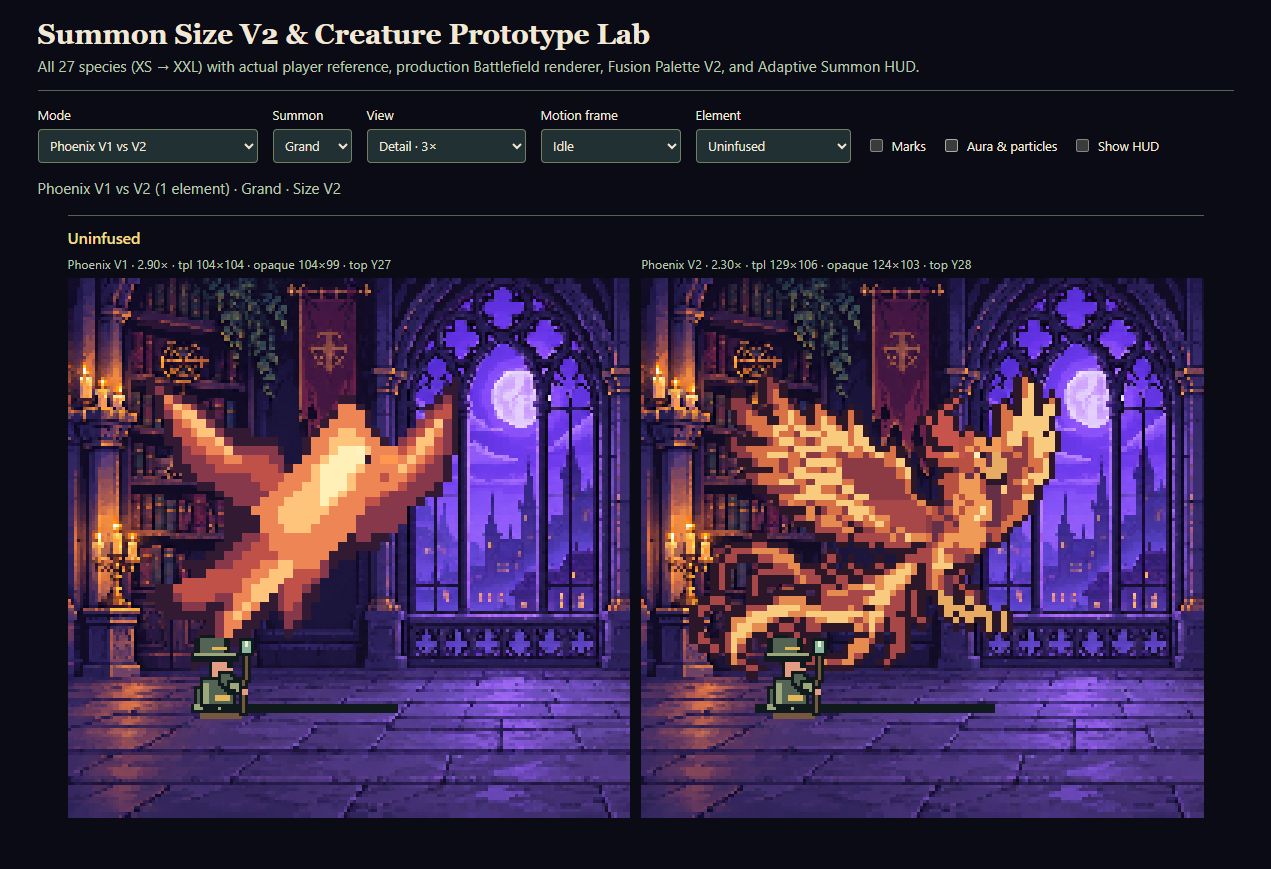 Summon Size V2 & Creature Prototype Lab
All 27 species (XS → XXL) with actual player reference, production Battlefield renderer, Fusion Palette V2, and Adaptive Summon HUD.
Mode Summon View Motion frame Element
Phoenix V1 vs V2 Grand Detail · 3× Idle Uninfused Marks Aura & particles Show HUD
Phoenix V1 vs V2 (1 element) · Grand · Size V2
Uninfused
Phoenix V1 · 2.90× · tpl 104×104 · opaque 104×99 · top Y27 Phoenix V2 · 2.30× · tpl 129×106 · opaque 124×103 · top Y28